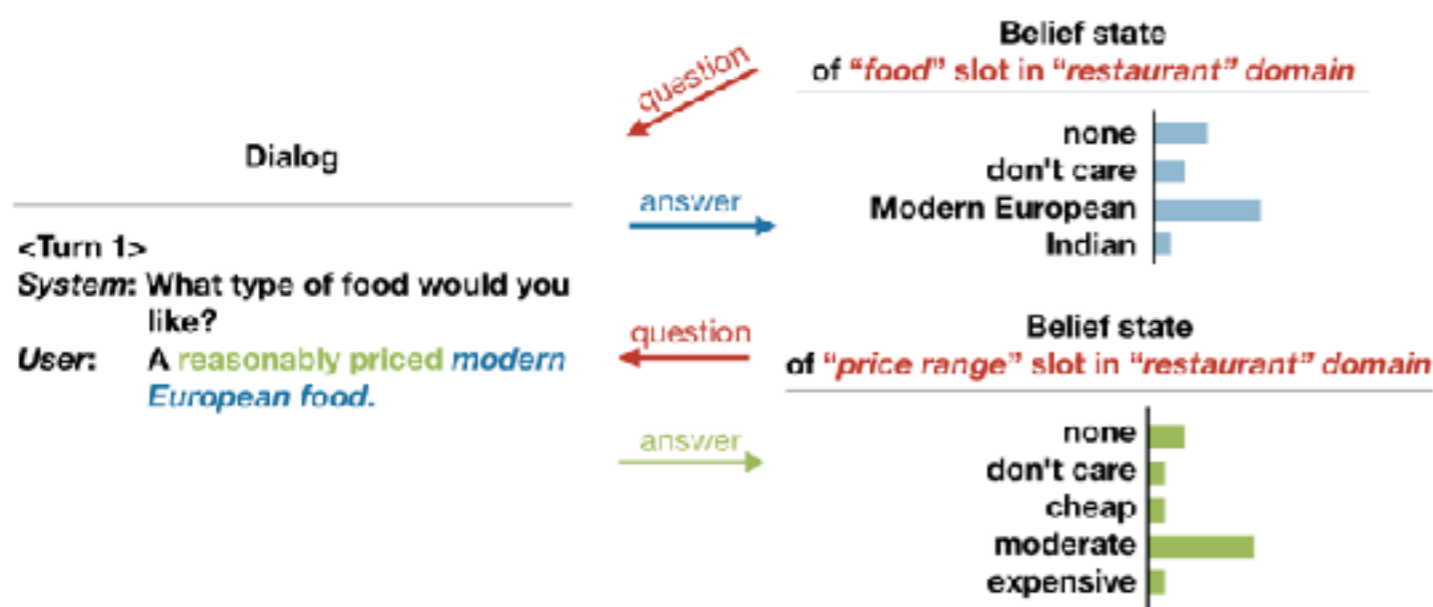 Dialog
<Turn 1>
System: What type of food would you
like?
User: A reasonably priced modern
European food.
question
answer
Belief state
of "food" slot in "restaurant" domain
none
don't care
Modern European
Indian
question
answer
Belief state
of "price range" slot in "restaurant" domain
none
don't care
cheap
moderate
expensive